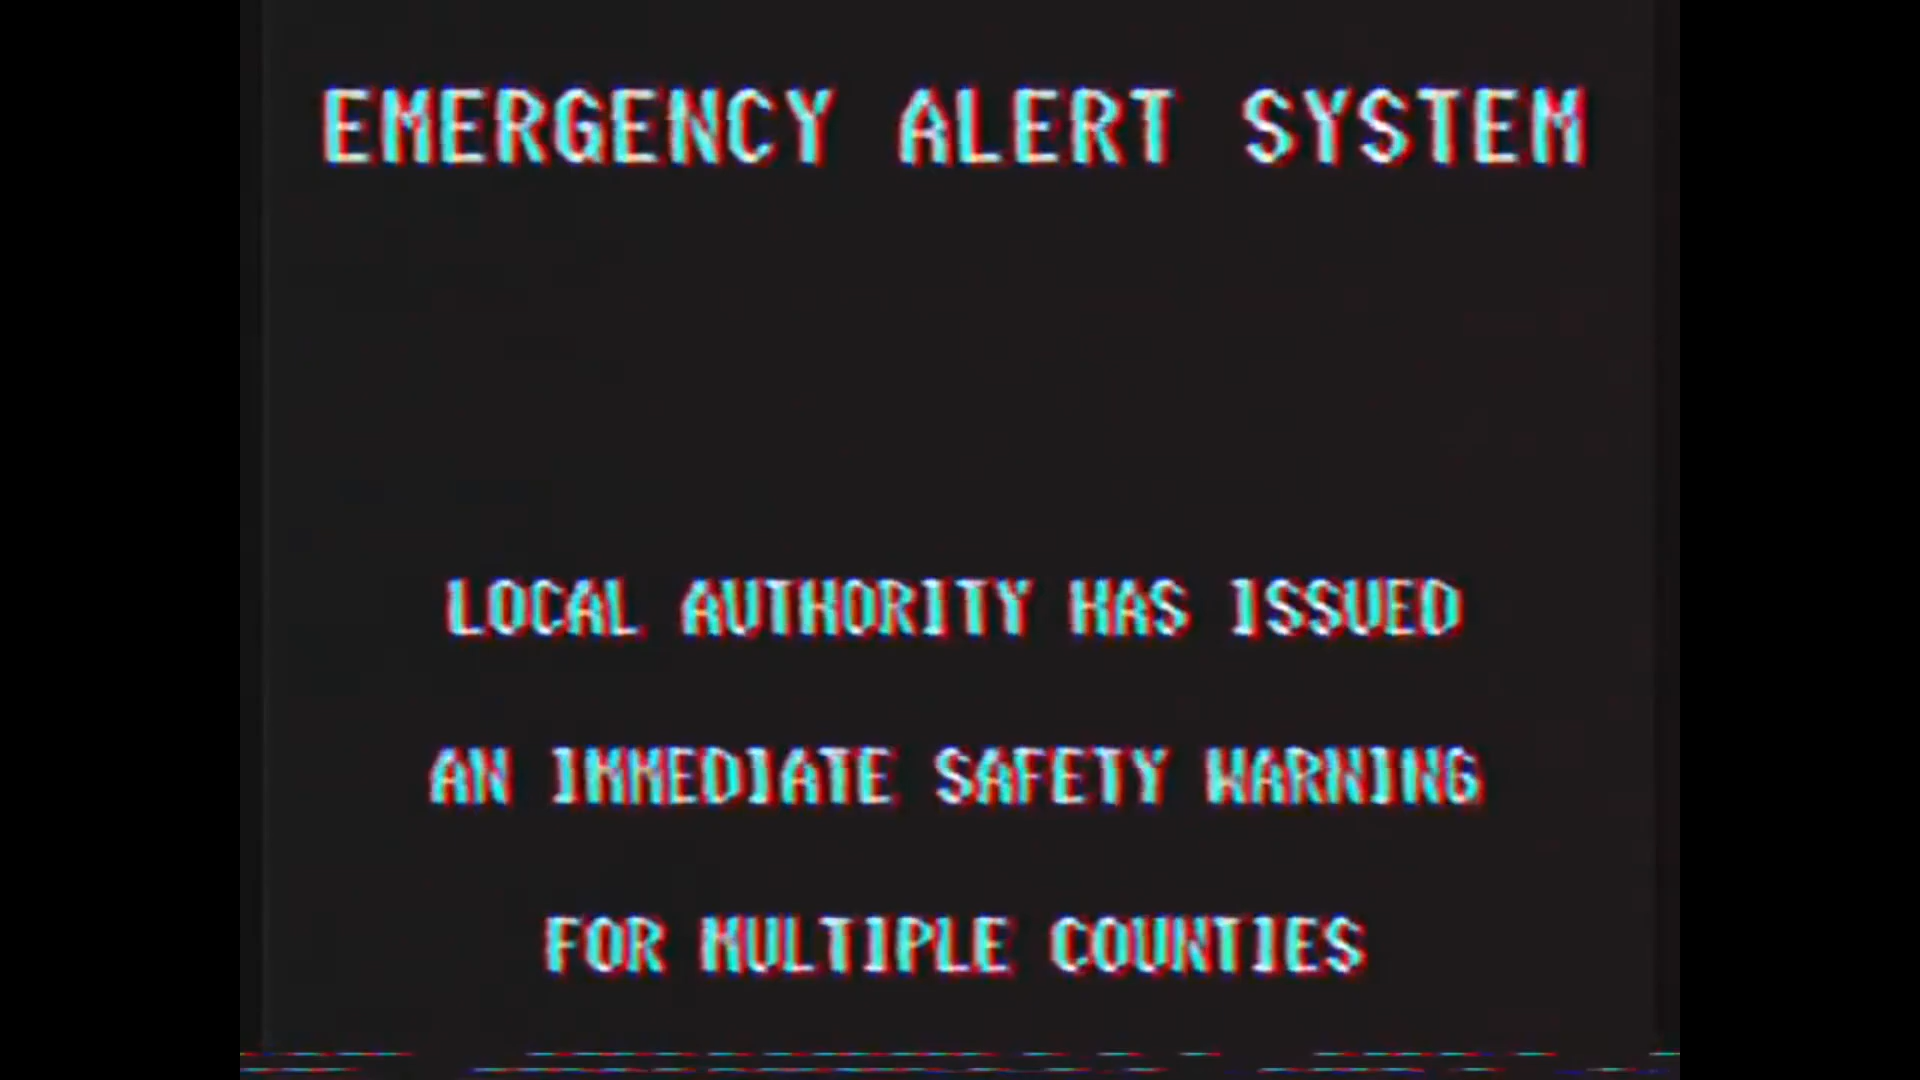 EMERGENCY ALERT SYSTEM
LOCAL AUTHORITY HAS ISSUED
AN IMMEDIATE SAFETY WARNING
FOR MULTIPLE COUNTIES